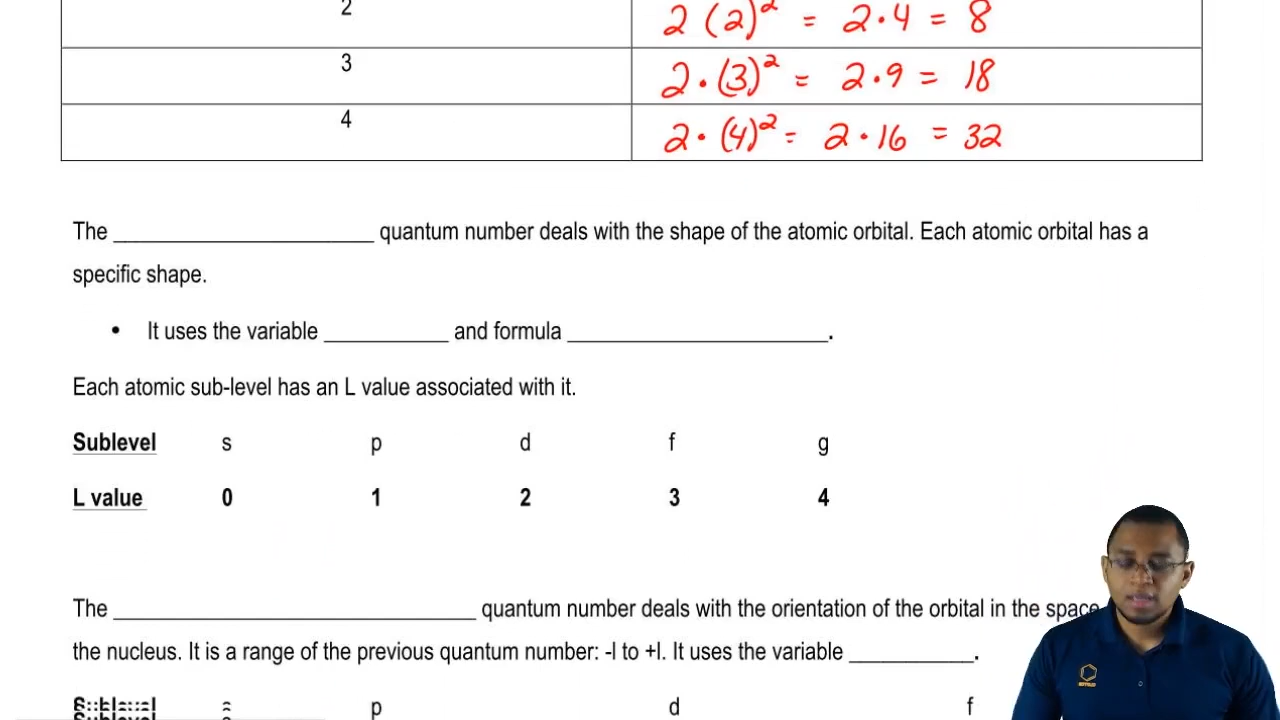 2 2 (2)² = 2·4 = 8
3 2·(3)² = 2·9 = 18
4 2·(4)² = 2·16 = 32
The ______________________ quantum number deals with the shape of the atomic orbital. Each atomic orbital has a
specific shape.
• It uses the variable __________ and formula ______________________.
Each atomic sub-level has an L value associated with it.
Sublevel s p d f g
L value 0 1 2 3 4
The ______________________________ quantum number deals with the orientation of the orbital in the space
the nucleus. It is a range of the previous quantum number: -l to +l. It uses the variable __________.
Sublevel s p d f